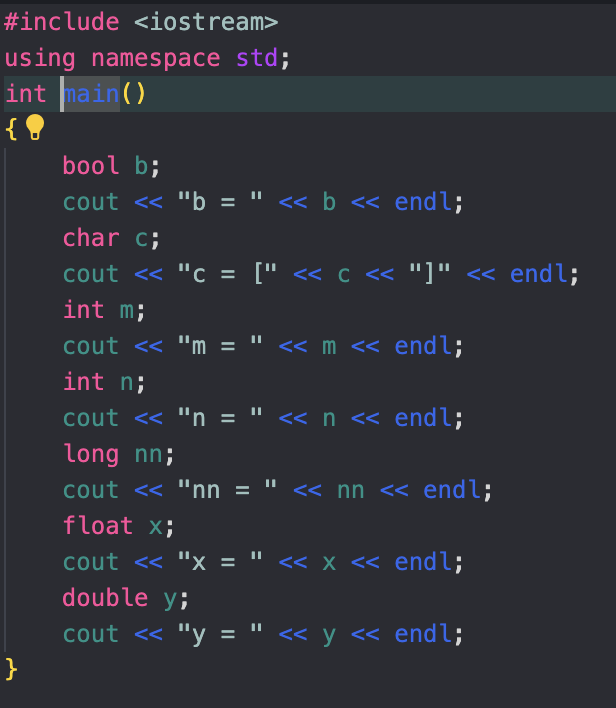 #include <iostream>
using namespace std;
int main()
{
    bool b;
    cout << "b = " << b << endl;
    char c;
    cout << "c = [" << c << "]" << endl;
    int m;
    cout << "m = " << m << endl;
    int n;
    cout << "n = " << n << endl;
    long nn;
    cout << "nn = " << nn << endl;
    float x;
    cout << "x = " << x << endl;
    double y;
    cout << "y = " << y << endl;
}